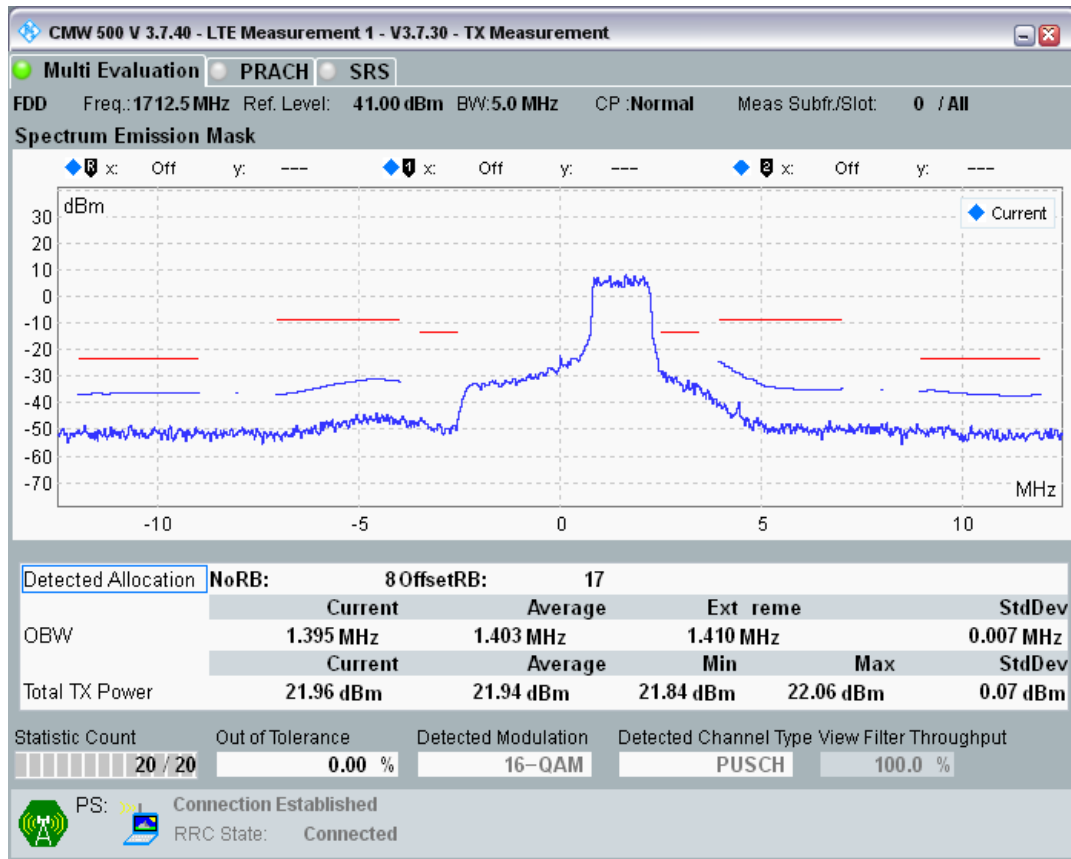 CMW 500 V 3.7.40 - LTE Measurement 1 - V3.7.30 - TX Measurement
Multi Evaluation PRACH SRS
FDD Freq.:1712.5 MHz Ref. Level: 41.00 dBm BW:5.0 MHz CP :Normal Meas Subfr./Slot: 0 / All
Spectrum Emission Mask
R x: Off y: --- 1 x: Off y: --- 2 x: Off y: ---
dBm
Current
30
20
10
0
-10
-20
-30
-40
-50
-60
-70
MHz
-10 -5 0 5 10
Detected Allocation NoRB: 8 OffsetRB: 17
Current Average Ext reme StdDev
OBW 1.395 MHz 1.403 MHz 1.410 MHz 0.007 MHz
Current Average Min Max StdDev
Total TX Power 21.96 dBm 21.94 dBm 21.84 dBm 22.06 dBm 0.07 dBm
Statistic Count Out of Tolerance Detected Modulation Detected Channel Type View Filter Throughput
20 / 20 0.00 % 16-QAM PUSCH 100.0 %
PS: Connection Established
RRC State: Connected